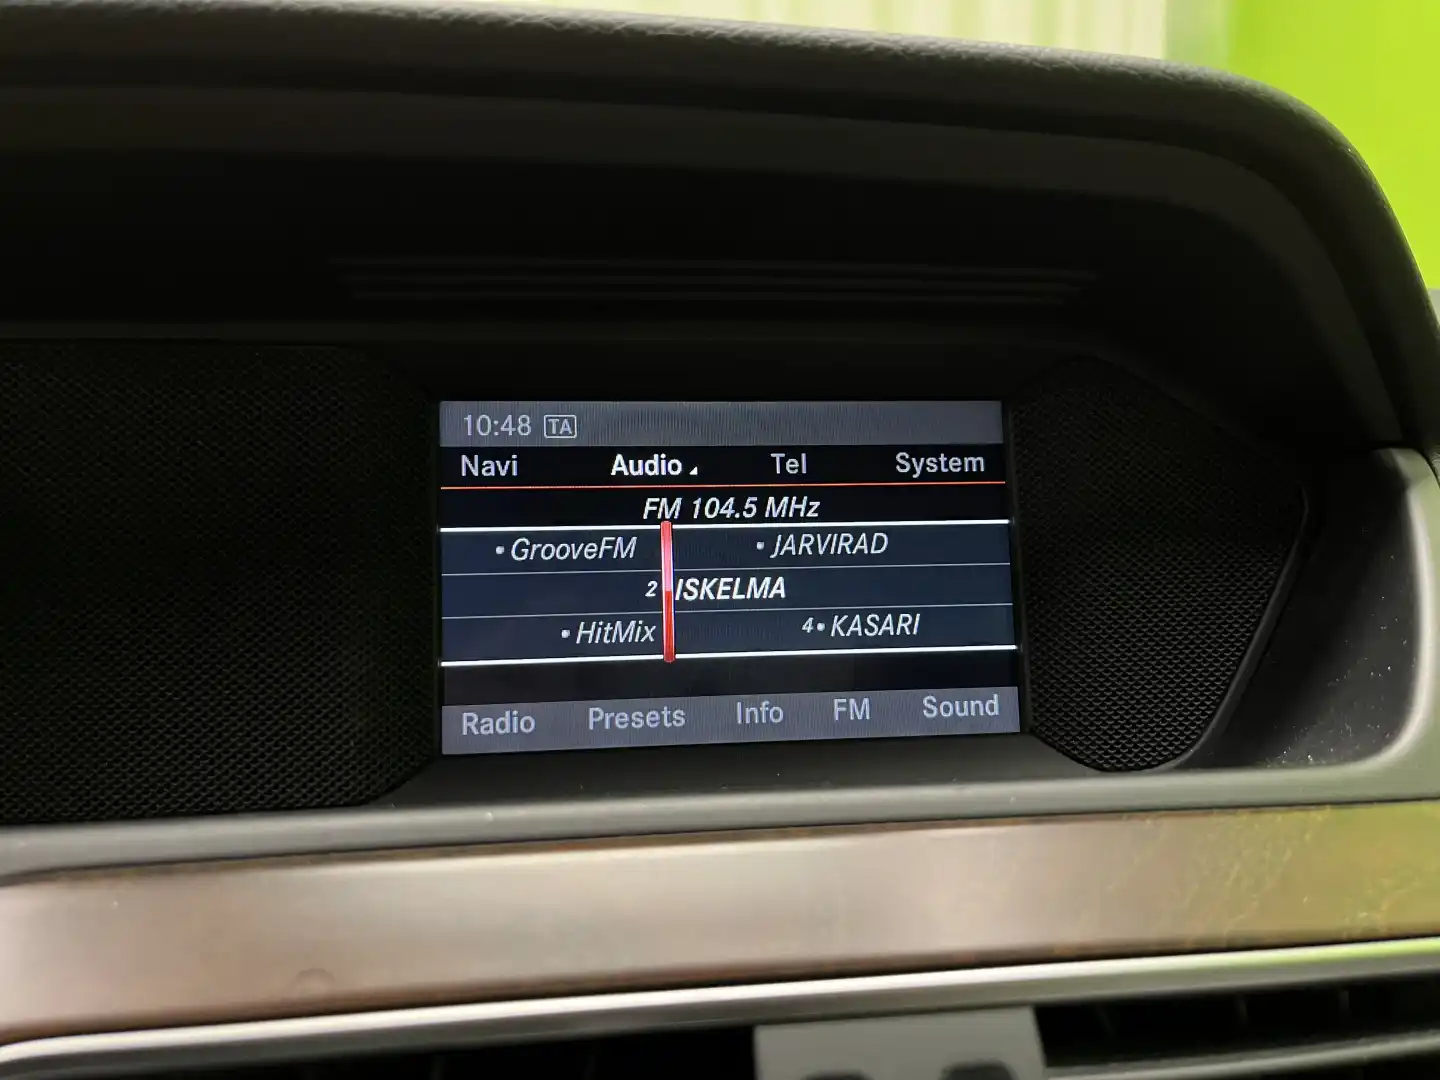 10:48 TA
Navi Audio Tel System
FM 104.5 MHz
• GrooveFM • JARVIRAD
2 ISKELMA
• HitMix 4• KASARI
Radio Presets Info FM Sound